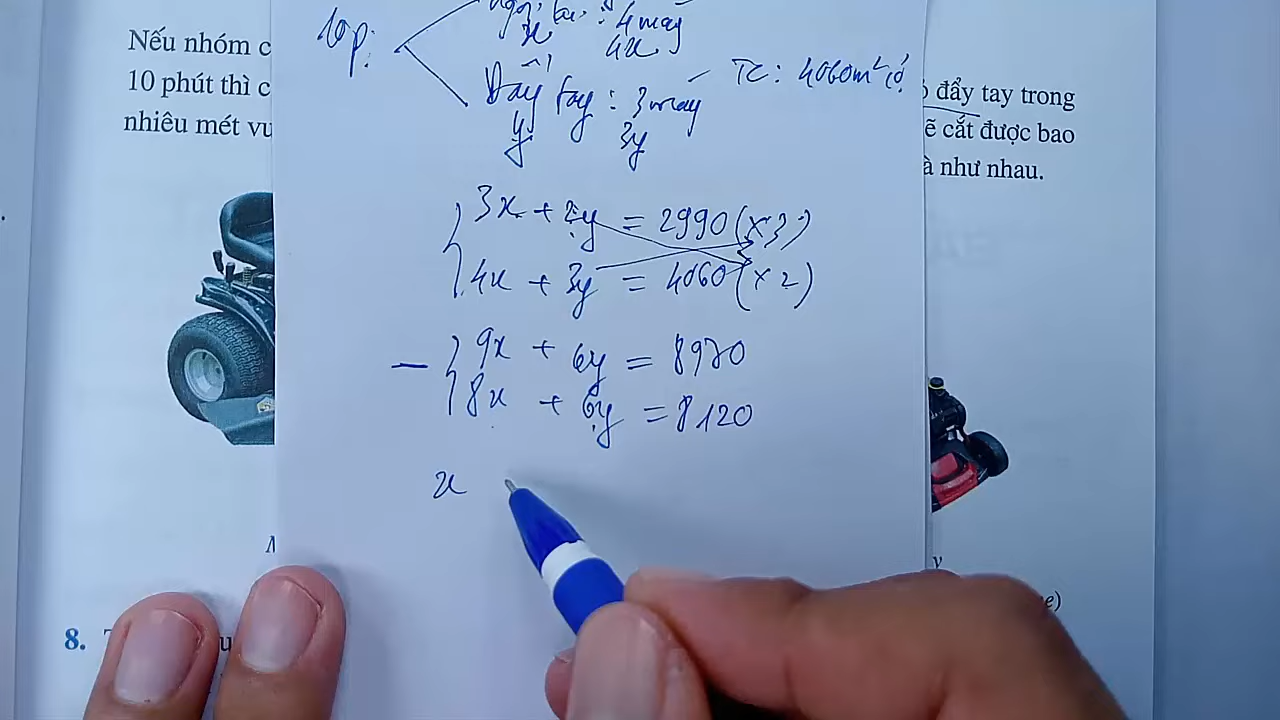 Nếu nhóm c
10 phút thì c
nhiêu mét vu
: 4 máy
x 4x
10p:
Đẩy tay : 3 máy
y 3y
TC: 4060m² cỏ
đẩy tay trong
ẽ cắt được bao
à như nhau.
3x + 2y = 2990 (x3)
4x + 3y = 4060 (x2)
9x + 6y = 8970
8x + 6y = 8120
x
8.